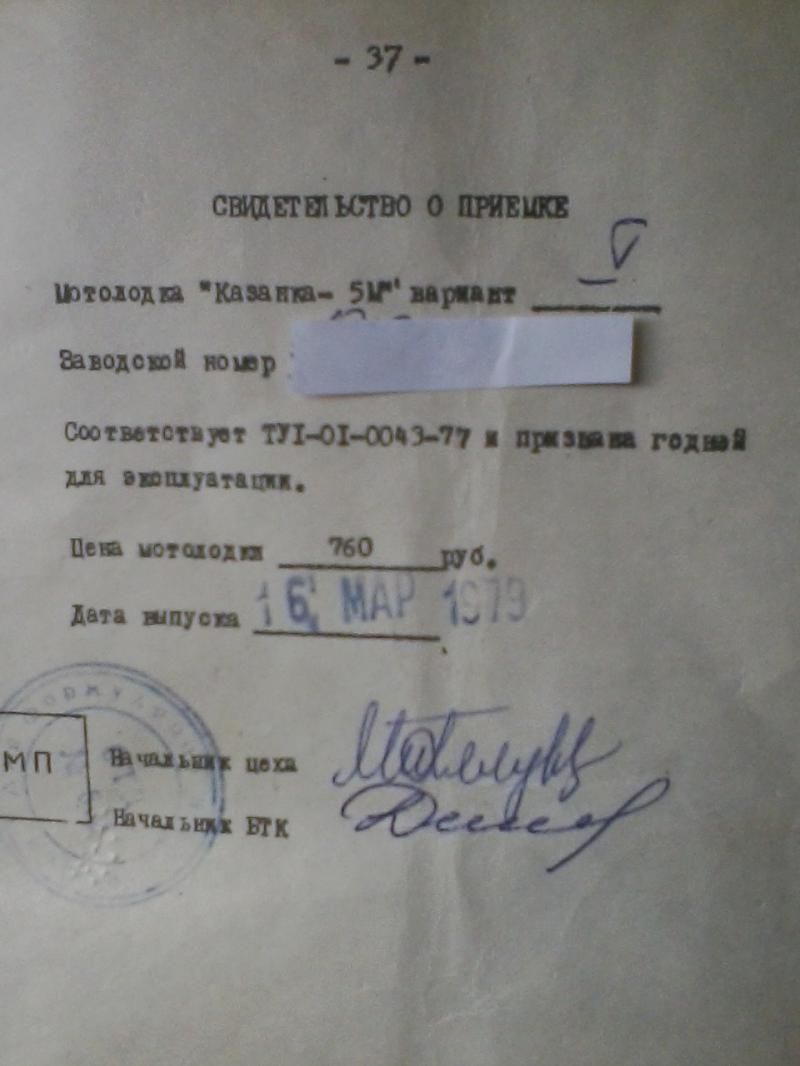 - 37 -
СВИДЕТЕЛЬСТВО О ПРИЕМКЕ
Мотолодка "Казанка- 5М" вариант V
Заводской номер
Соответствует ТУ1-01-0043-77 и признана годной
для эксплуатации.
Цена мотолодки 760 руб.
Дата выпуска 16 МАР 1979
МП
Начальник цеха
Начальник БТК